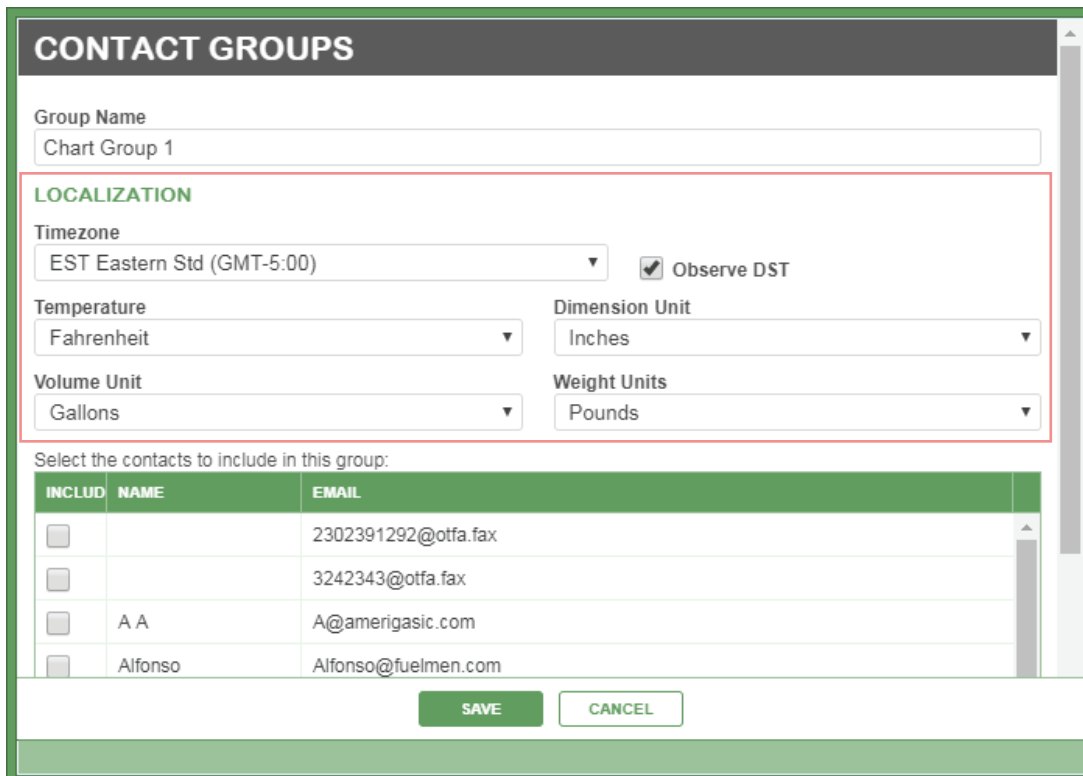 CONTACT GROUPS
Group Name
Chart Group 1
LOCALIZATION
Timezone
EST Eastern Std (GMT-5:00)
Observe DST
Temperature Dimension Unit
Fahrenheit Inches
Volume Unit Weight Units
Gallons Pounds
Select the contacts to include in this group:
INCLUD NAME EMAIL
2302391292@otfa.fax
3242343@otfa.fax
A A A@amerigasic.com
Alfonso Alfonso@fuelmen.com
SAVE CANCEL